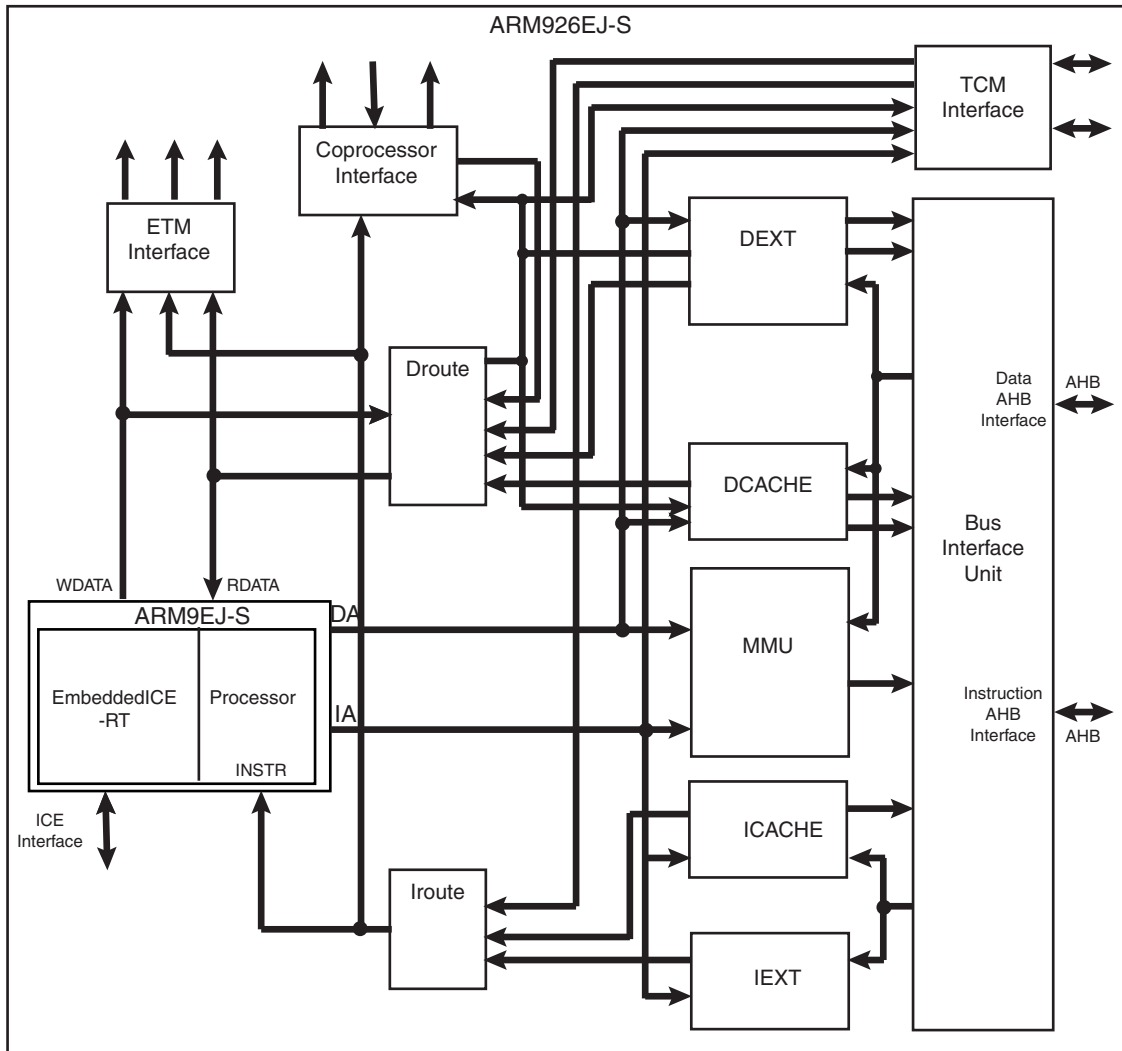 ARM926EJ-S
TCM
Interface
Coprocessor
Interface
ETM
Interface
DEXT
Droute
Data
AHB
Interface
AHB
DCACHE
Bus
Interface
Unit
WDATA
RDATA
ARM9EJ-S
DA
MMU
EmbeddedICE
-RT
Processor
IA
Instruction
AHB
Interface
AHB
INSTR
ICE
Interface
ICACHE
Iroute
IEXT